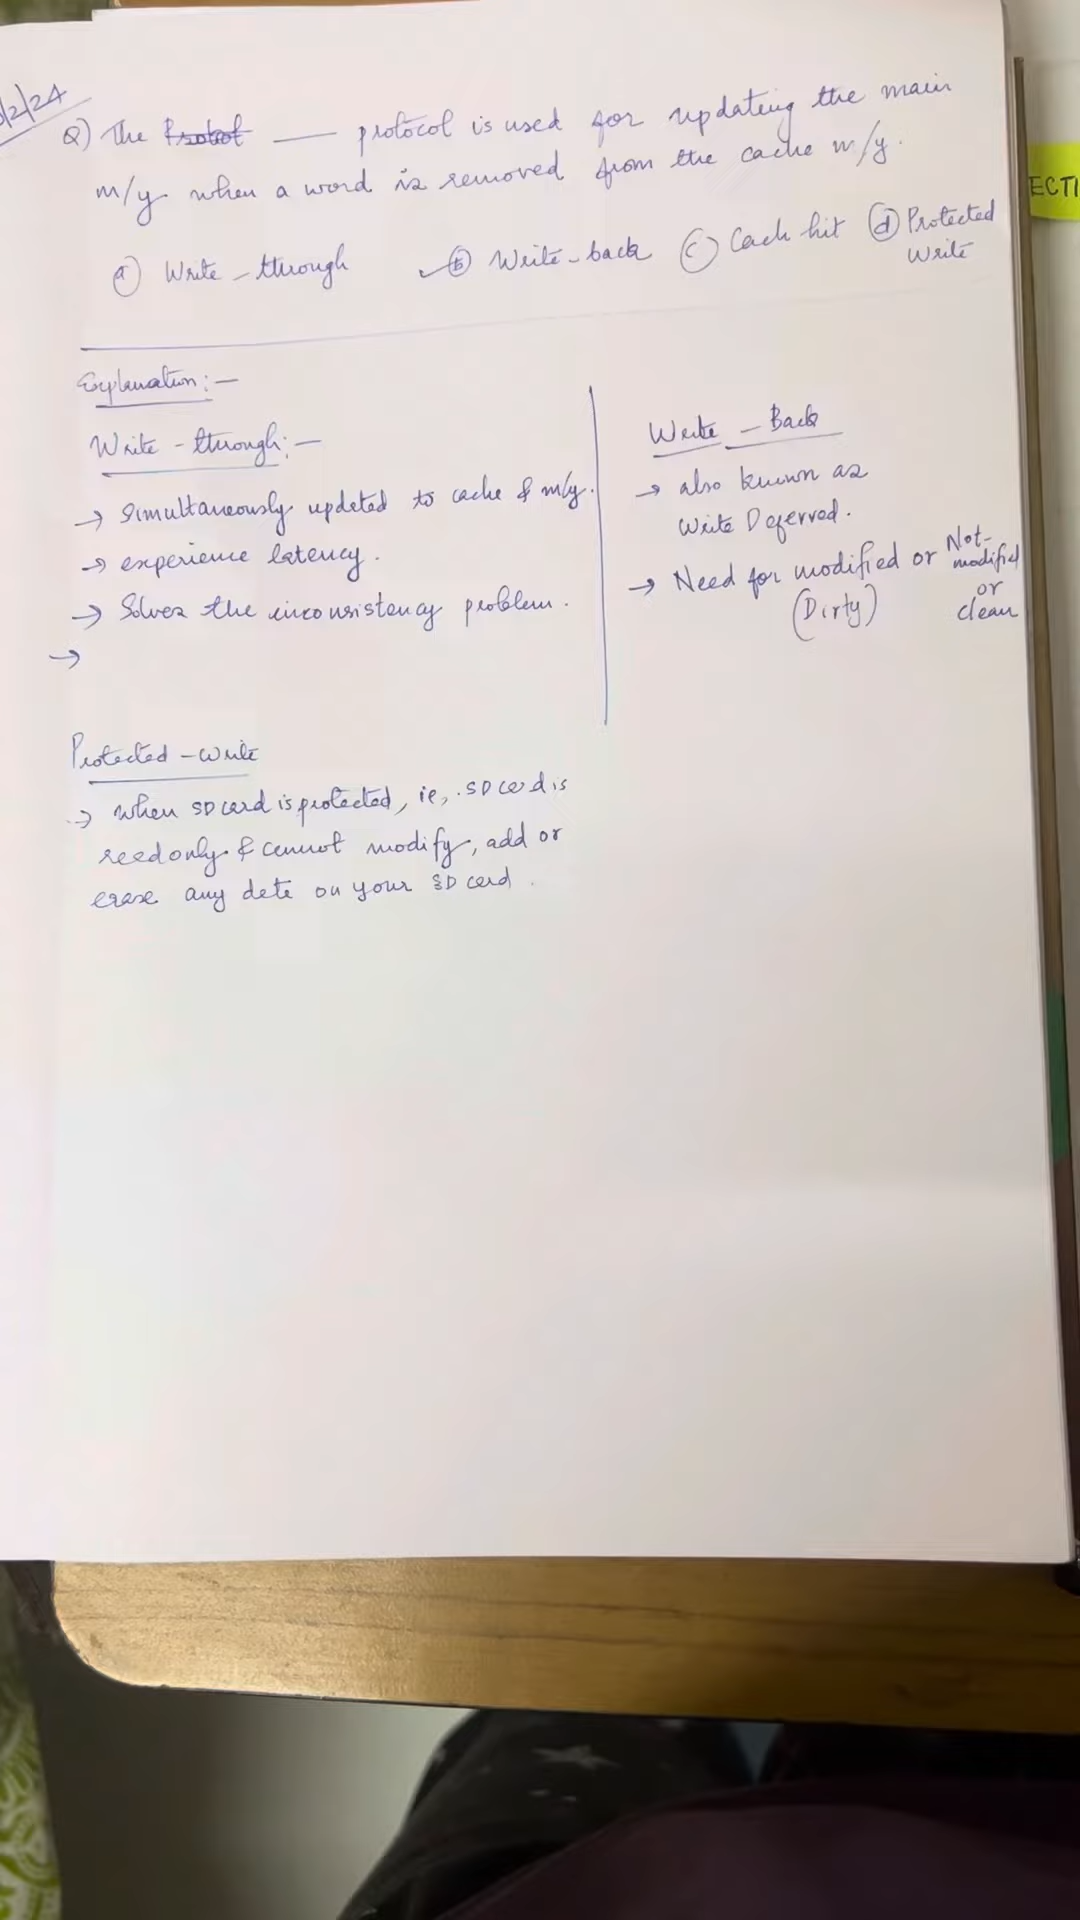 /2/24
Q) The Protocol ___ protocol is used for updating the main
m/y when a word is removed from the cache m/y.
a) Write-through ✓ b) Write-back c) Cach hit d) Protected
Write
Explanation:-
Write-through:-
→ Simultaneously updated to cache & m/y.
→ experience latency.
→ Solves the inconsistency problem.
→
Write-Back
→ also known as
Write Deferred.
→ Need for modified or Not-
modified
(Dirty) or
clean
Protected-write
→ When SD card is protected, ie, SD card is
read only & cannot modify, add or
erase any data on your SD card.
ECTI